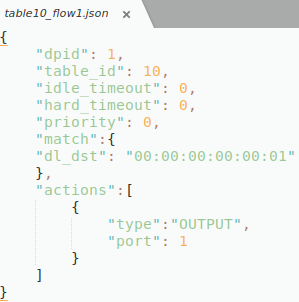 table10_flow1.json ×
{
    "dpid": 1,
    "table_id": 10,
    "idle_timeout": 0,
    "hard_timeout": 0,
    "priority": 0,
    "match":{
    "dl_dst": "00:00:00:00:00:01"
    },
    "actions":[
        {
            "type":"OUTPUT",
            "port": 1
        }
    ]
}